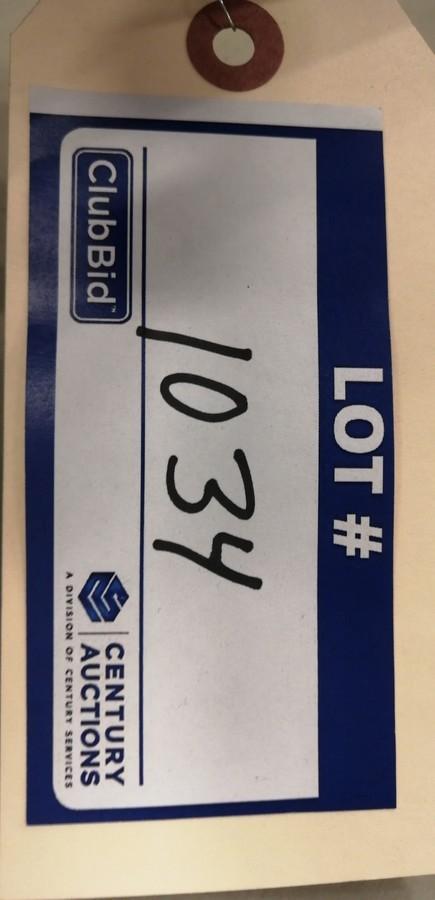 LOT #
1034
ClubBid™
CENTURY
AUCTIONS
A DIVISION OF CENTURY SERVICES